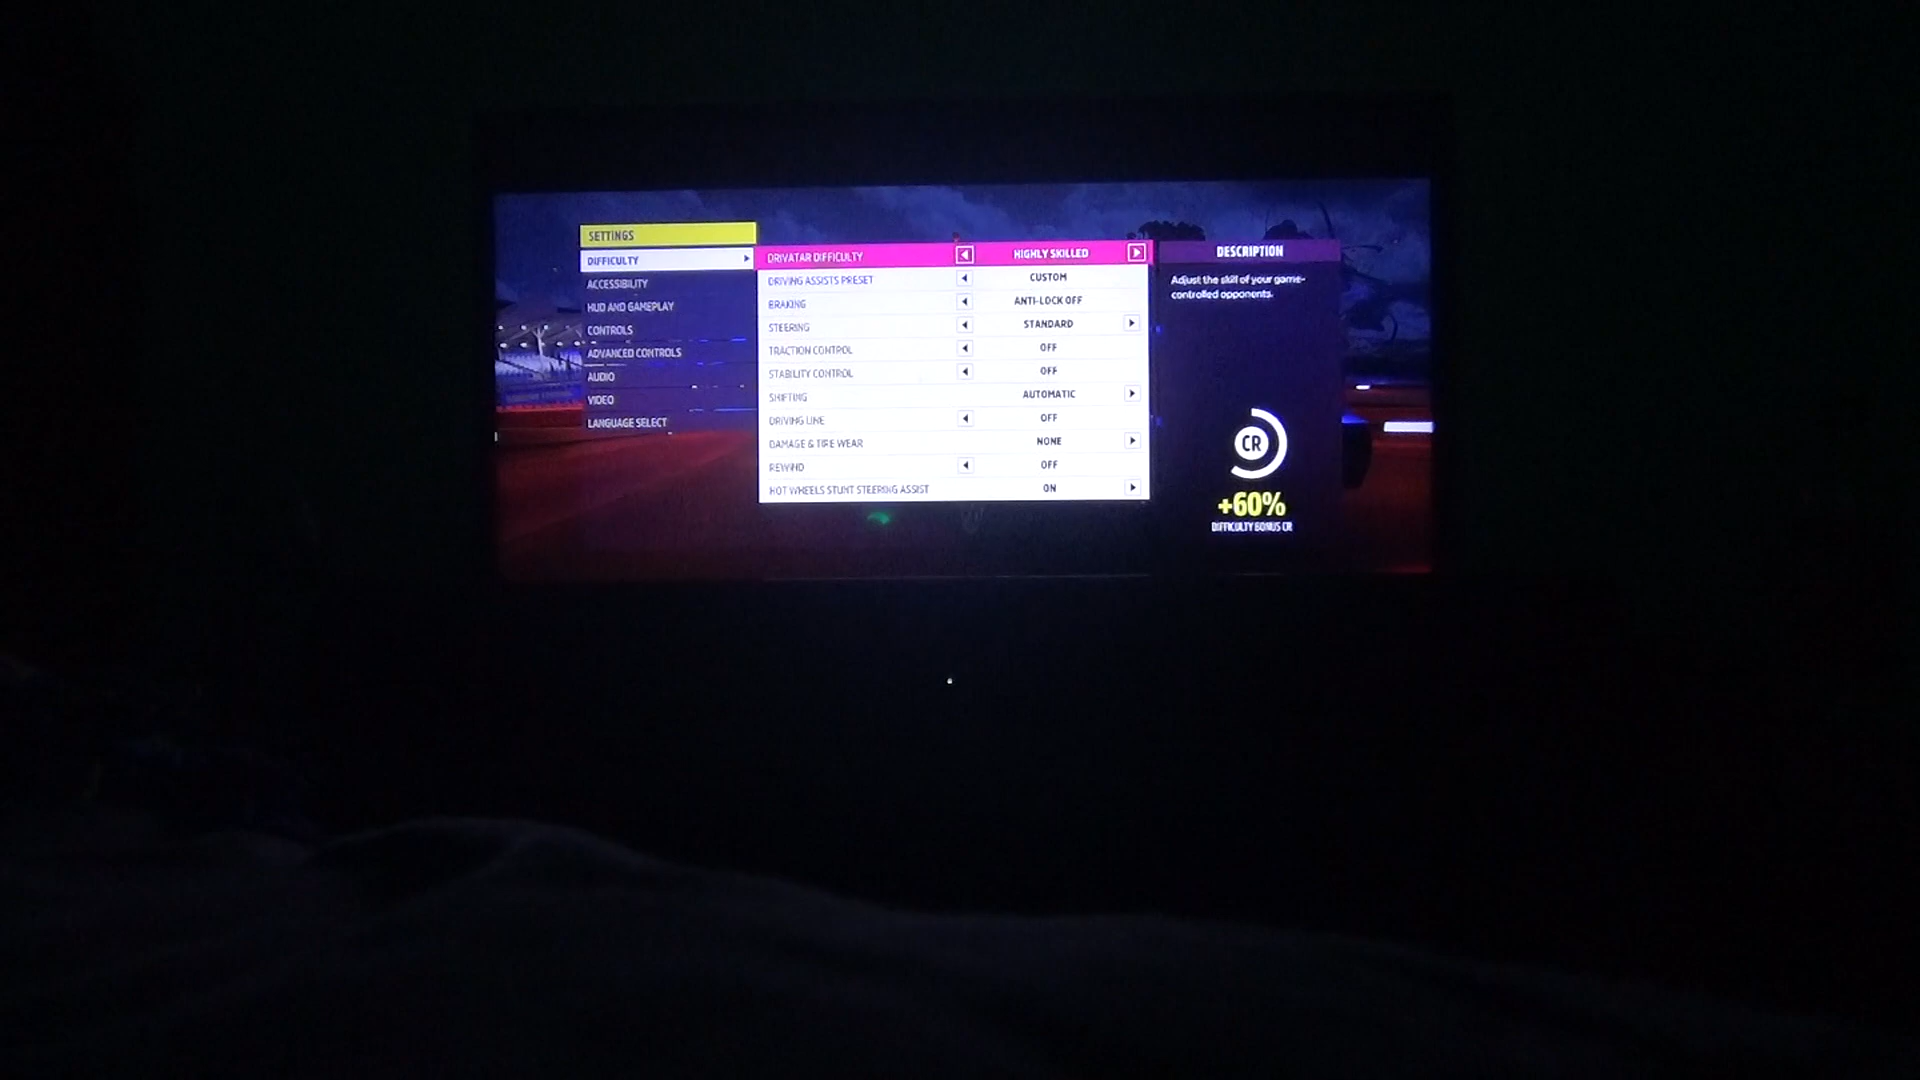 SETTINGS
DIFFICULTY
ACCESSIBILITY
HUD AND GAMEPLAY
CONTROLS
ADVANCED CONTROLS
AUDIO
VIDEO
LANGUAGE SELECT
DRIVATAR DIFFICULTY HIGHLY SKILLED
DRIVING ASSISTS PRESET CUSTOM
BRAKING ANTI-LOCK OFF
STEERING STANDARD
TRACTION CONTROL OFF
STABILITY CONTROL OFF
SHIFTING AUTOMATIC
DRIVING LINE OFF
DAMAGE & TIRE WEAR NONE
REWIND OFF
HOT WHEELS STUNT STEERING ASSIST ON
DESCRIPTION
Adjust the skill of your game-
controlled opponents.
CR
+60%
DIFFICULTY BONUS CR